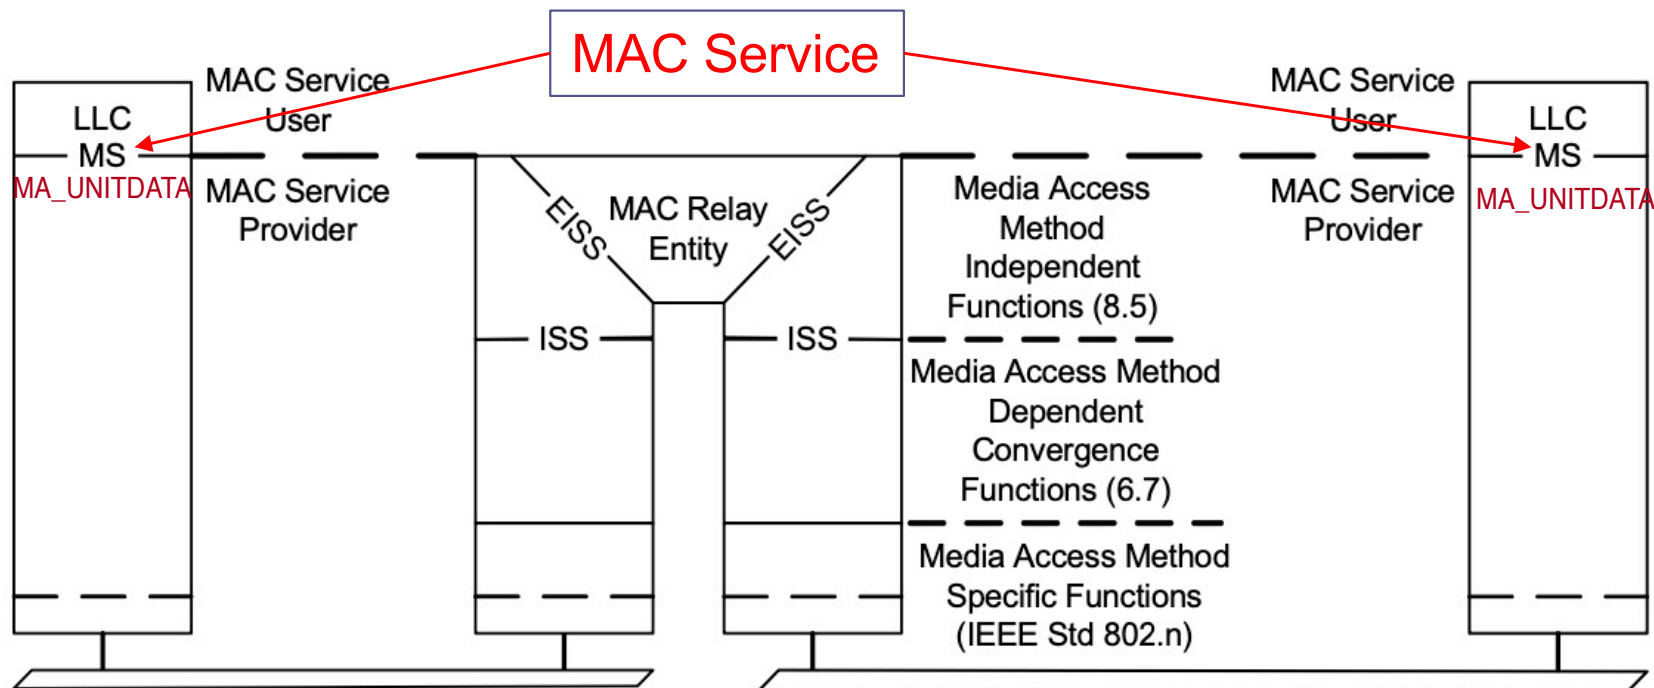 MAC Service
LLC
MS
MA_UNITDATA
MAC Service
User
MAC Service
Provider
EISS
MAC Relay
Entity
EISS
ISS
ISS
Media Access
Method
Independent
Functions (8.5)
Media Access Method
Dependent
Convergence
Functions (6.7)
Media Access Method
Specific Functions
(IEEE Std 802.n)
MAC Service
User
MAC Service
Provider
LLC
MS
MA_UNITDATA